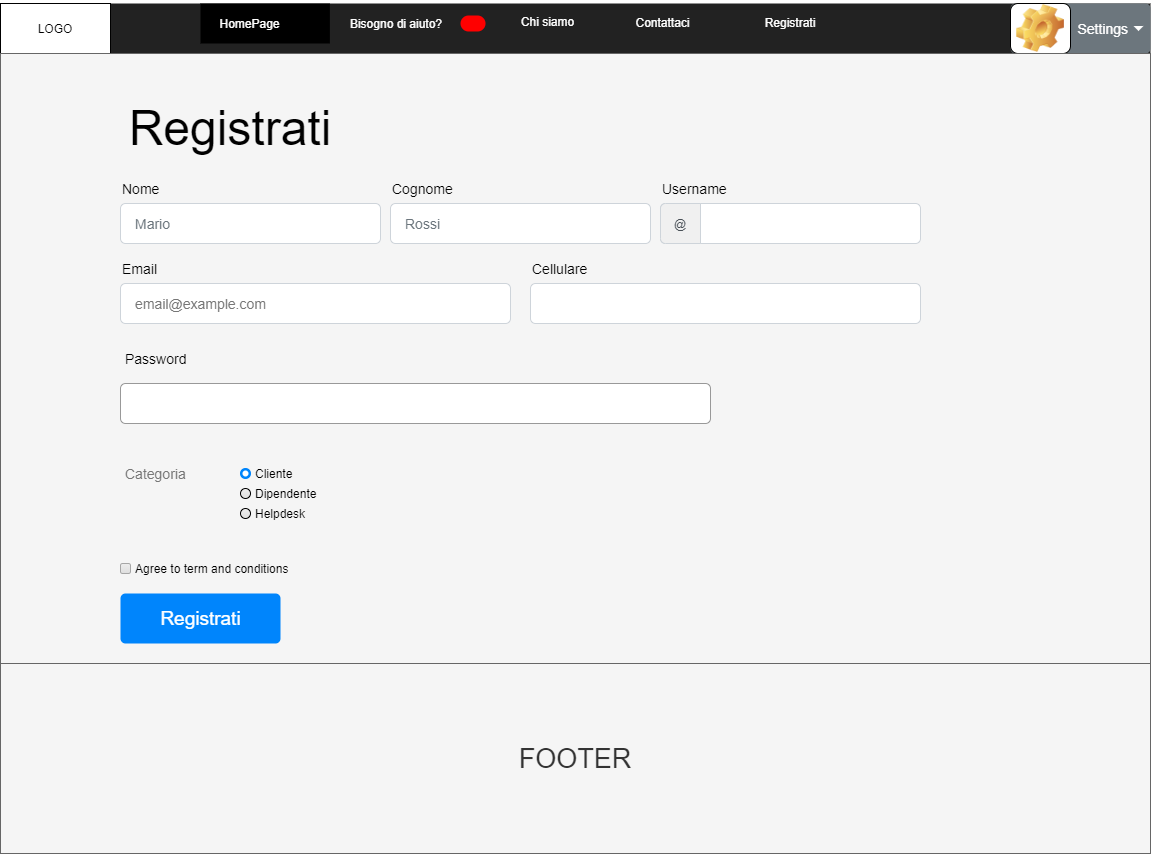 LOGO
HomePage
Bisogno di aiuto?
Chi siamo
Contattaci
Registrati
Settings
Registrati
Nome
Cognome
Username
Mario
Rossi
@
Email
Cellulare
email@example.com
Password
Categoria
Cliente
Dipendente
Helpdesk
Agree to term and conditions
Registrati
FOOTER